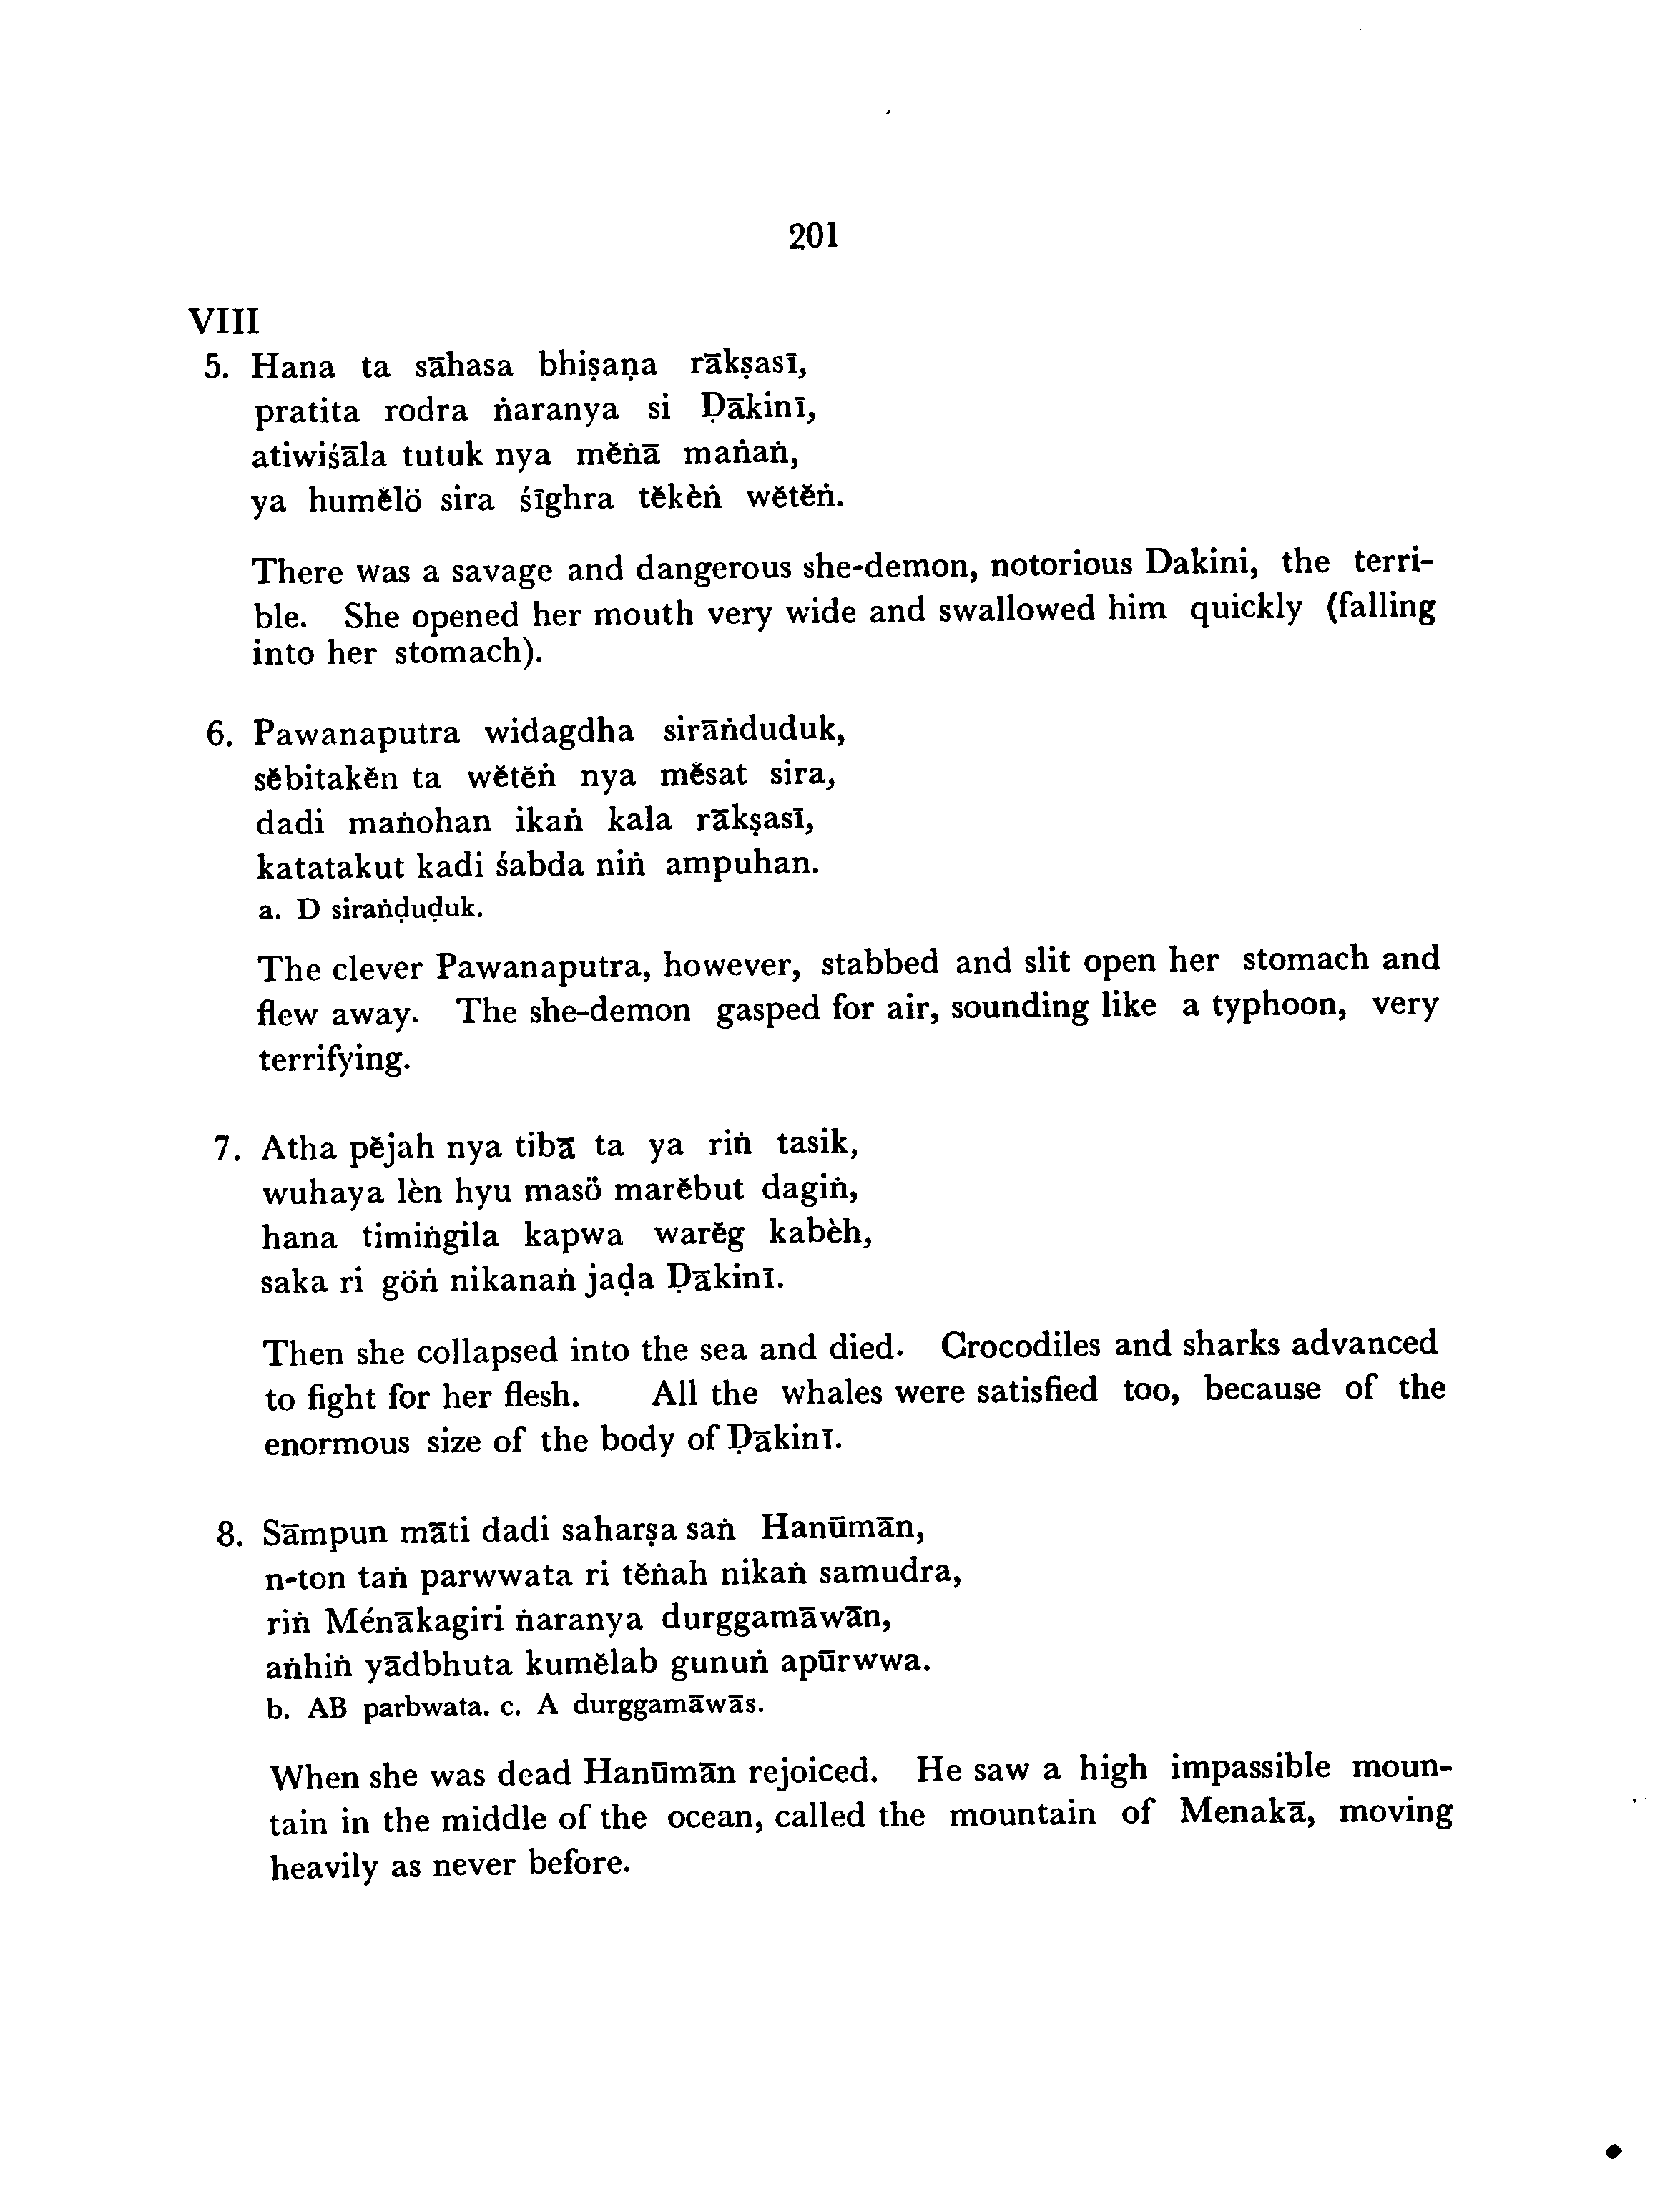 201
VIII
5. Hana ta sāhasa bhiṣaṇa rākṣasī,
pratita rodra ṅaranya si Ḍākinī,
atiwiśāla tutuk nya mĕṅā maṅaṅ,
ya humĕlö sira śīghra tĕkèṅ wĕtĕṅ.
There was a savage and dangerous she-demon, notorious Dakini, the terri-
ble. She opened her mouth very wide and swallowed him quickly (falling
into her stomach).
6. Pawanaputra widagdha sirāṅduduk,
sĕbitakĕn ta wĕtĕṅ nya mĕsat sira,
dadi maṅohan ikaṅ kala rākṣasī,
katatakut kadi śabda niṅ ampuhan.
a. D siraṅḍuḍuk.
The clever Pawanaputra, however, stabbed and slit open her stomach and
flew away. The she-demon gasped for air, sounding like a typhoon, very
terrifying.
7. Atha pĕjah nya tibā ta ya riṅ tasik,
wuhaya lèn hyu masö marĕbut dagiṅ,
hana timiṅgila kapwa warĕg kabèh,
saka ri göṅ nikanaṅ jaḍa Ḍākinī.
Then she collapsed into the sea and died. Crocodiles and sharks advanced
to fight for her flesh. All the whales were satisfied too, because of the
enormous size of the body of Ḍākinī.
8. Sāmpun māti dadi saharṣa saṅ Hanūmān,
n-ton taṅ parwwata ri tĕṅah nikaṅ samudra,
riṅ Ménākagiri ṅaranya durggamāwān,
aṅhiṅ yādbhuta kumĕlab gunuṅ apūrwwa.
b. AB parbwata. c. A durggamāwās.
When she was dead Hanūmān rejoiced. He saw a high impassible moun-
tain in the middle of the ocean, called the mountain of Menakā, moving
heavily as never before.